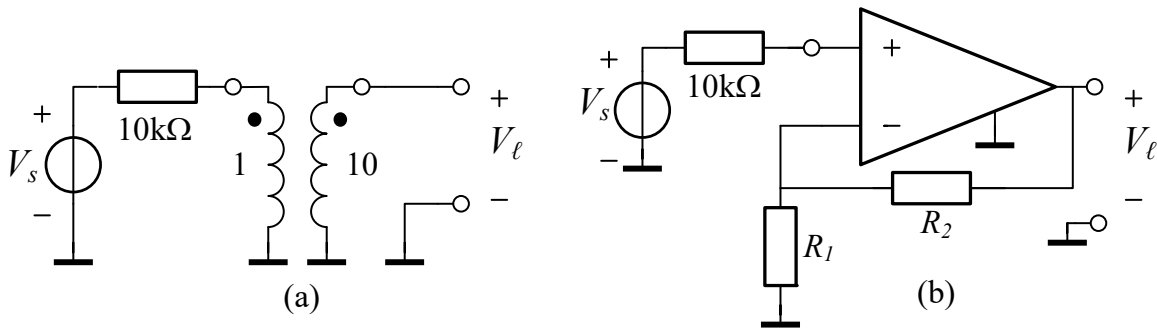 +
10kΩ
V_s
−
1
10
+
V_ℓ
−
(a)
+
10kΩ
V_s
−
+
−
R_1
R_2
+
V_ℓ
−
(b)